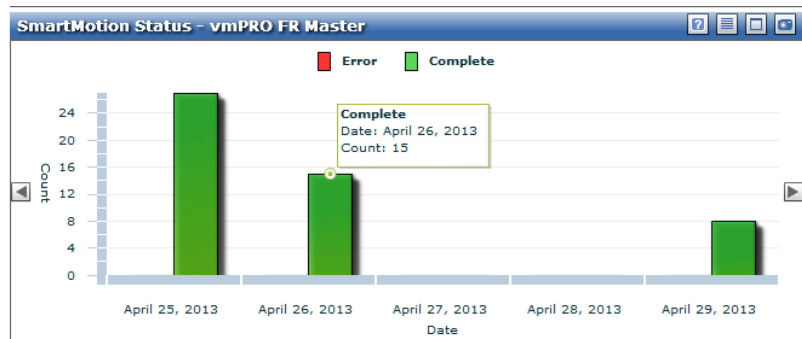 SmartMotion Status - vmPRO FR Master
?
Error
Complete
24
20
16
12
8
4
0
Count
Complete
Date: April 26, 2013
Count: 15
April 25, 2013
April 26, 2013
April 27, 2013
April 28, 2013
April 29, 2013
Date